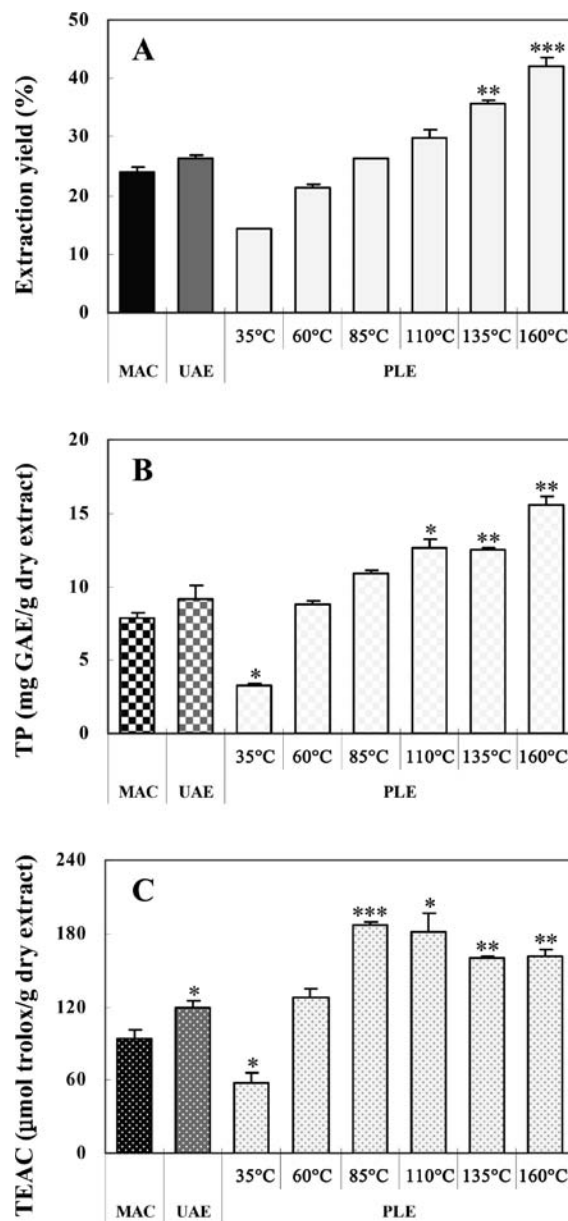 50
A
***
40
**
Extraction yield (%)
30
20
10
0
35°C 60°C 85°C 110°C 135°C 160°C
MAC UAE PLE
20
B
**
15
* **
TP (mg GAE/g dry extract)
10
5
*
0
35°C 60°C 85°C 110°C 135°C 160°C
MAC UAE PLE
240
C
*** *
180
** **
TEAC (µmol trolox/g dry extract)
120
*
60
*
0
35°C 60°C 85°C 110°C 135°C 160°C
MAC UAE PLE